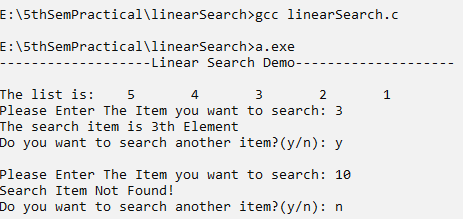 E:\5thSemPractical\linearSearch>gcc linearSearch.c
E:\5thSemPractical\linearSearch>a.exe
-------------------Linear Search Demo--------------------
The list is:    5       4       3       2       1
Please Enter The Item you want to search: 3
The search item is 3th Element
Do you want to search another item?(y/n): y
Please Enter The Item you want to search: 10
Search Item Not Found!
Do you want to search another item?(y/n): n